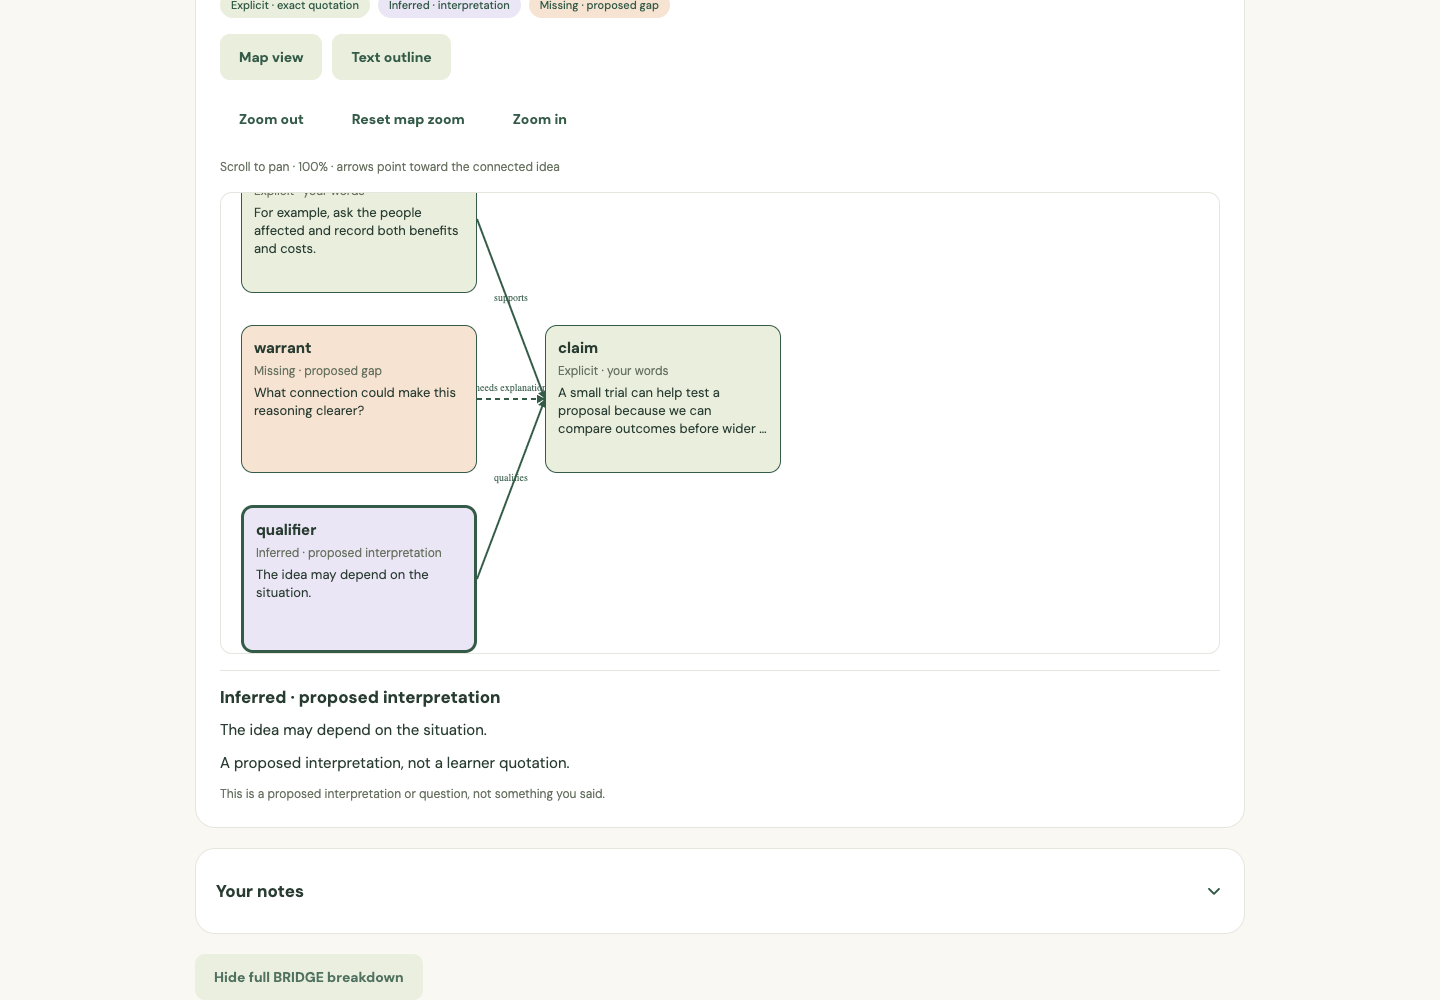 Explicit · exact quotation
Inferred · interpretation
Missing · proposed gap
Map view
Text outline
Zoom out
Reset map zoom
Zoom in
Scroll to pan · 100% · arrows point toward the connected idea
Explicit · your words
For example, ask the people
affected and record both benefits
and costs.
supports
warrant
Missing · proposed gap
What connection could make this
reasoning clearer?
needs explanation
claim
Explicit · your words
A small trial can help test a
proposal because we can
compare outcomes before wider …
qualifies
qualifier
Inferred · proposed interpretation
The idea may depend on the
situation.
Inferred · proposed interpretation
The idea may depend on the situation.
A proposed interpretation, not a learner quotation.
This is a proposed interpretation or question, not something you said.
Your notes
Hide full BRIDGE breakdown